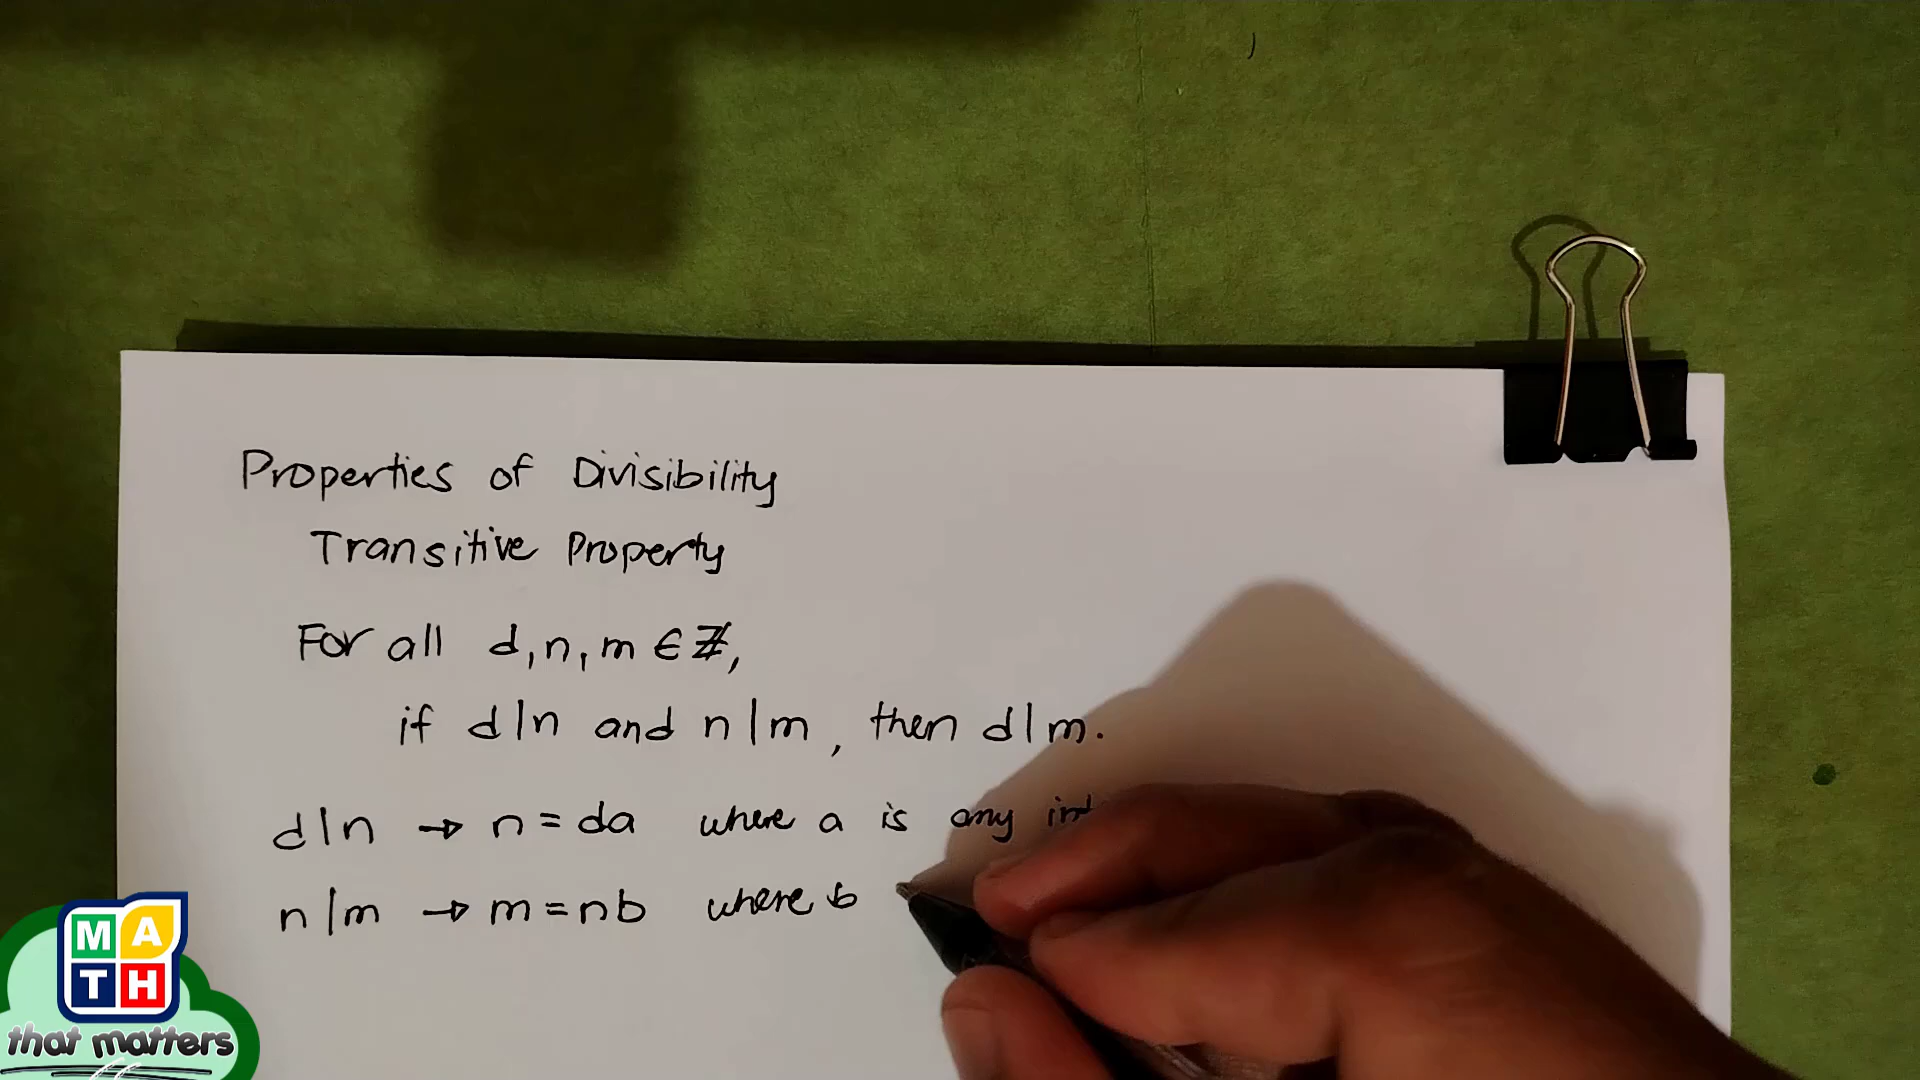 Properties of Divisibility
Transitive Property
For all d, n, m ∈ ℤ,
if d|n and n|m, then d|m.
d|n → n = da where a is any
n|m → m = nb where b
MATH
that matters